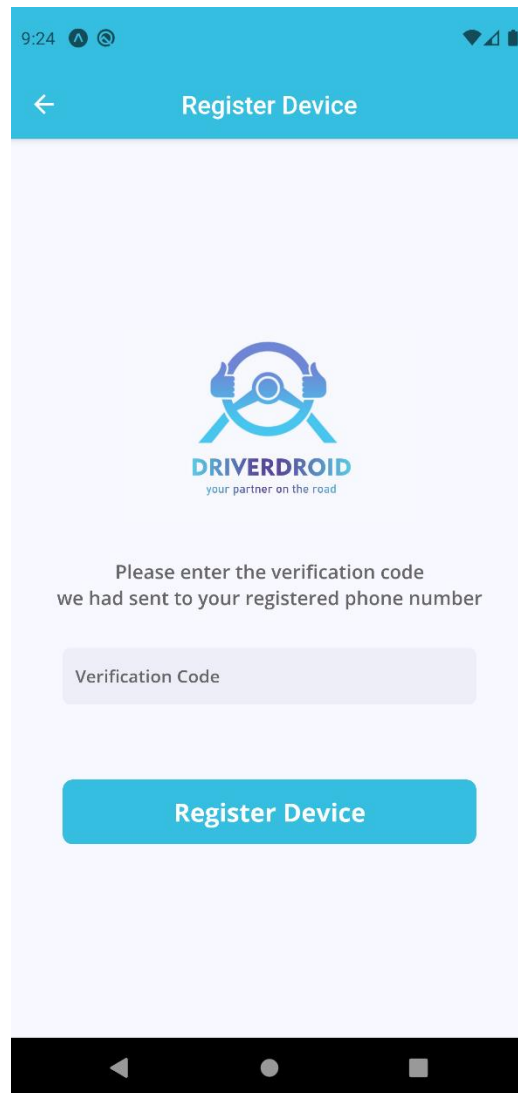 9:24
Register Device
DRIVERDROID
your partner on the road
Please enter the verification code
we had sent to your registered phone number
Verification Code
Register Device